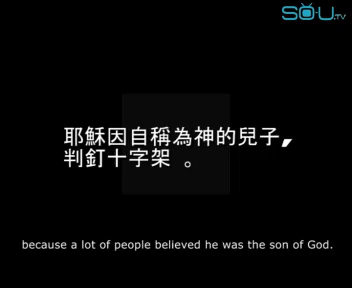 SO-U.TV
耶穌因自稱為神的兒子,
判釘十字架 。
because a lot of people believed he was the son of God.